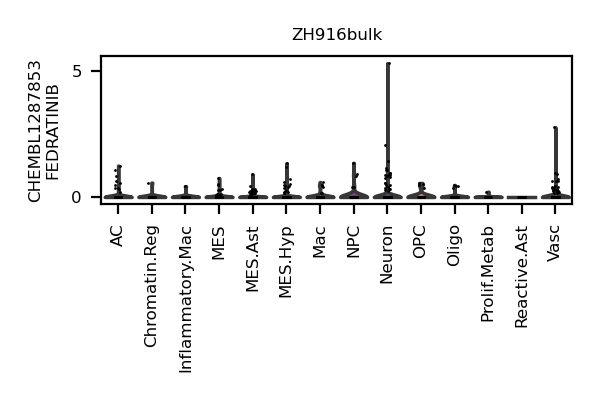 ZH916bulk
CHEMBL1287853
FEDRATINIB
5
0
AC
Chromatin.Reg
Inflammatory.Mac
MES
MES.Ast
MES.Hyp
Mac
NPC
Neuron
OPC
Oligo
Prolif.Metab
Reactive.Ast
Vasc